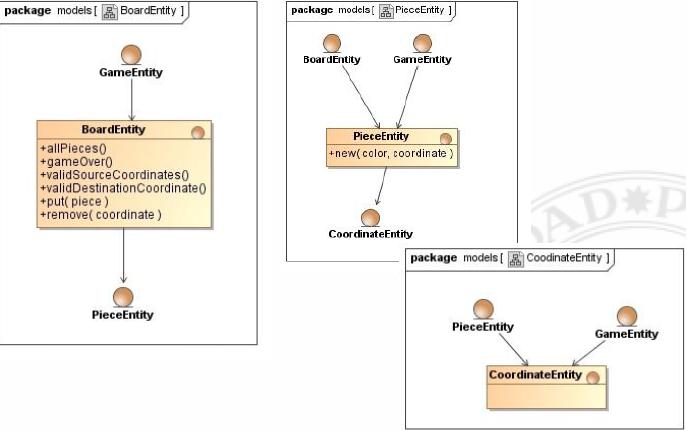 package models [ BoardEntity ]
GameEntity
BoardEntity
+allPieces()
+gameOver()
+validSourceCoordinates()
+validDestinationCoordinate()
+put( piece )
+remove( coordinate )
PieceEntity
package models [ PieceEntity ]
BoardEntity
GameEntity
PieceEntity
+new( color, coordinate )
CoordinateEntity
package models [ CoodinateEntity ]
PieceEntity
GameEntity
CoordinateEntity